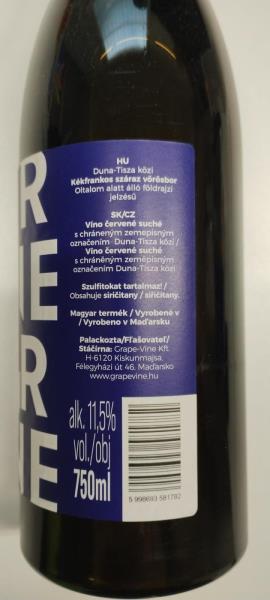 HU
Duna-Tisza közi
Kékfrankos száraz vörösbor
Oltalom alatt álló földrajzi
jelzésű
SK/CZ
Víno červené suché
s chráneným zemepisným
označením Duna-Tisza közi /
Víno červené suché
s chráněným zeměpisným
označením Duna-Tisza közi
Szulfitokat tartalmaz! /
Obsahuje siričitany / siřičitany.
Magyar termék / Vyrobené v
/ Vyrobeno v Maďarsku
Palackozta/Fľašovateľ/
Stáčírna: Grape-Vine Kft.
H-6120 Kiskunmajsa,
Félegyházi út 46. Maďarsko
www.grapevine.hu
R
NE
R
NE
alk. 11,5%
vol./obj
750ml
5 998693 581782